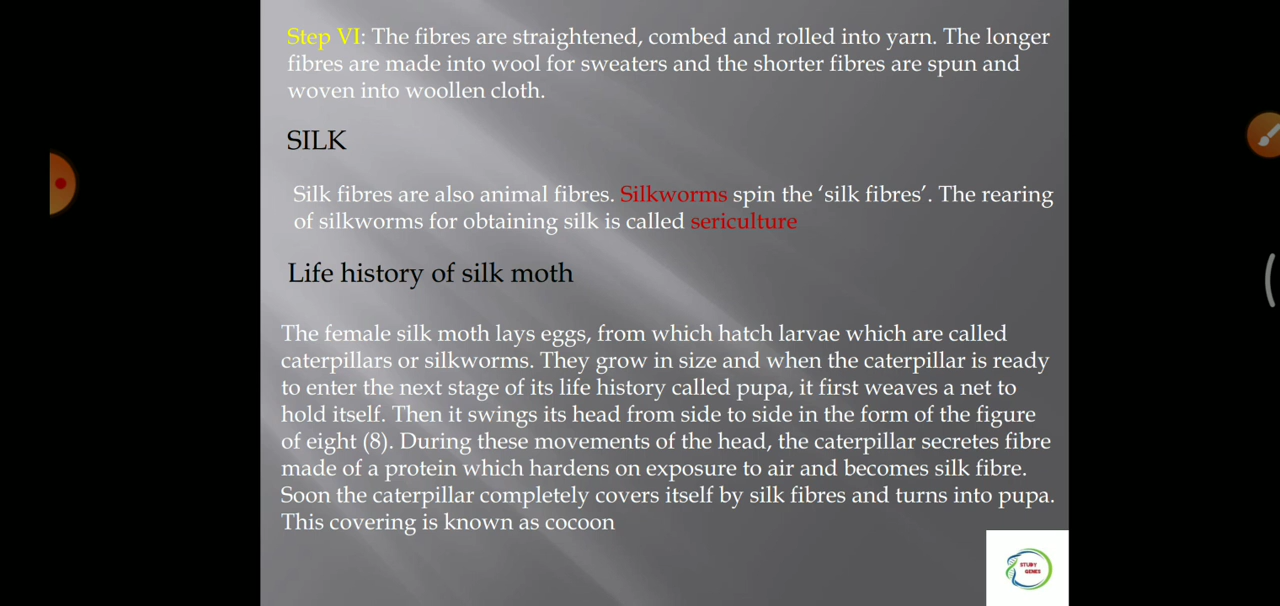 Step VI: The fibres are straightened, combed and rolled into yarn. The longer
fibres are made into wool for sweaters and the shorter fibres are spun and
woven into woollen cloth.
SILK
Silk fibres are also animal fibres. Silkworms spin the ‘silk fibres’. The rearing
of silkworms for obtaining silk is called sericulture
Life history of silk moth
The female silk moth lays eggs, from which hatch larvae which are called
caterpillars or silkworms. They grow in size and when the caterpillar is ready
to enter the next stage of its life history called pupa, it first weaves a net to
hold itself. Then it swings its head from side to side in the form of the figure
of eight (8). During these movements of the head, the caterpillar secretes fibre
made of a protein which hardens on exposure to air and becomes silk fibre.
Soon the caterpillar completely covers itself by silk fibres and turns into pupa.
This covering is known as cocoon
STUDY
GENES